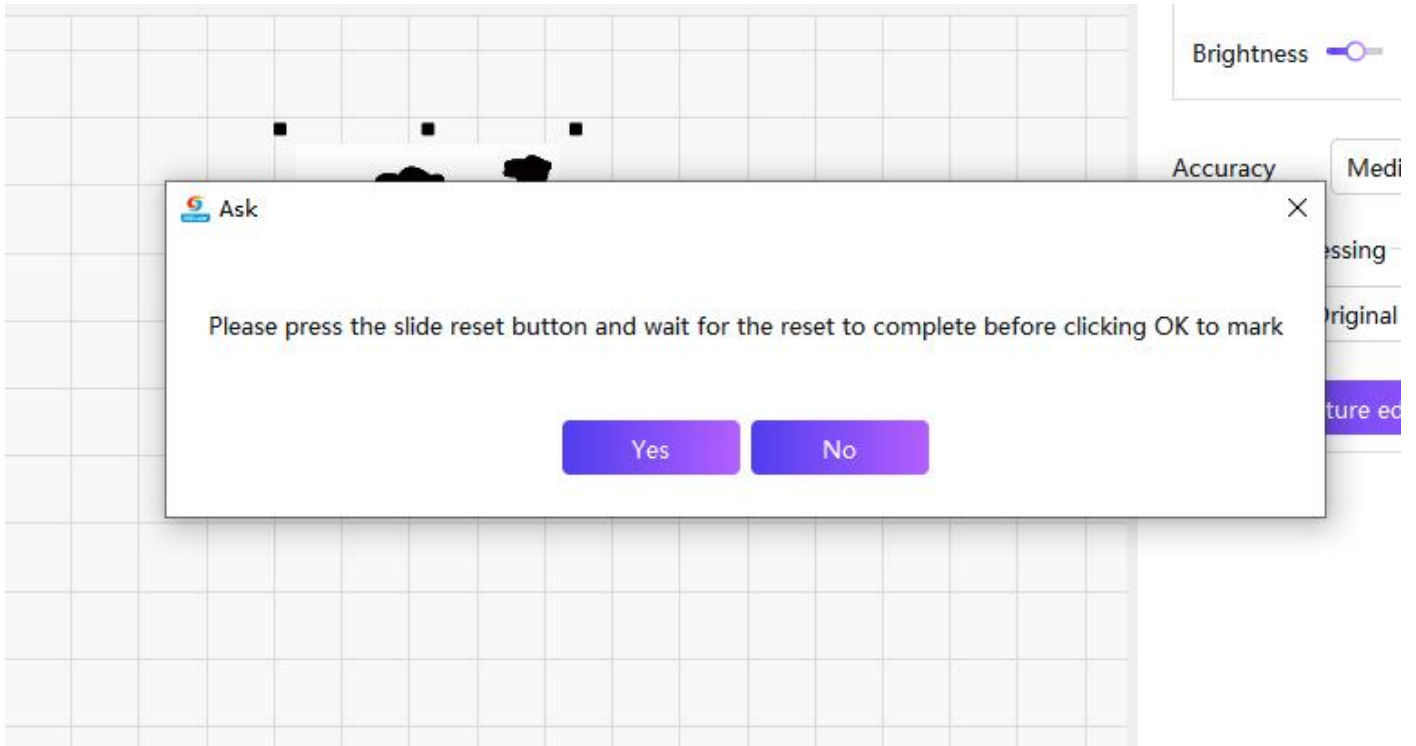 Brightness
Accuracy
Ask
Please press the slide reset button and wait for the reset to complete before clicking OK to mark
Original
Yes
No